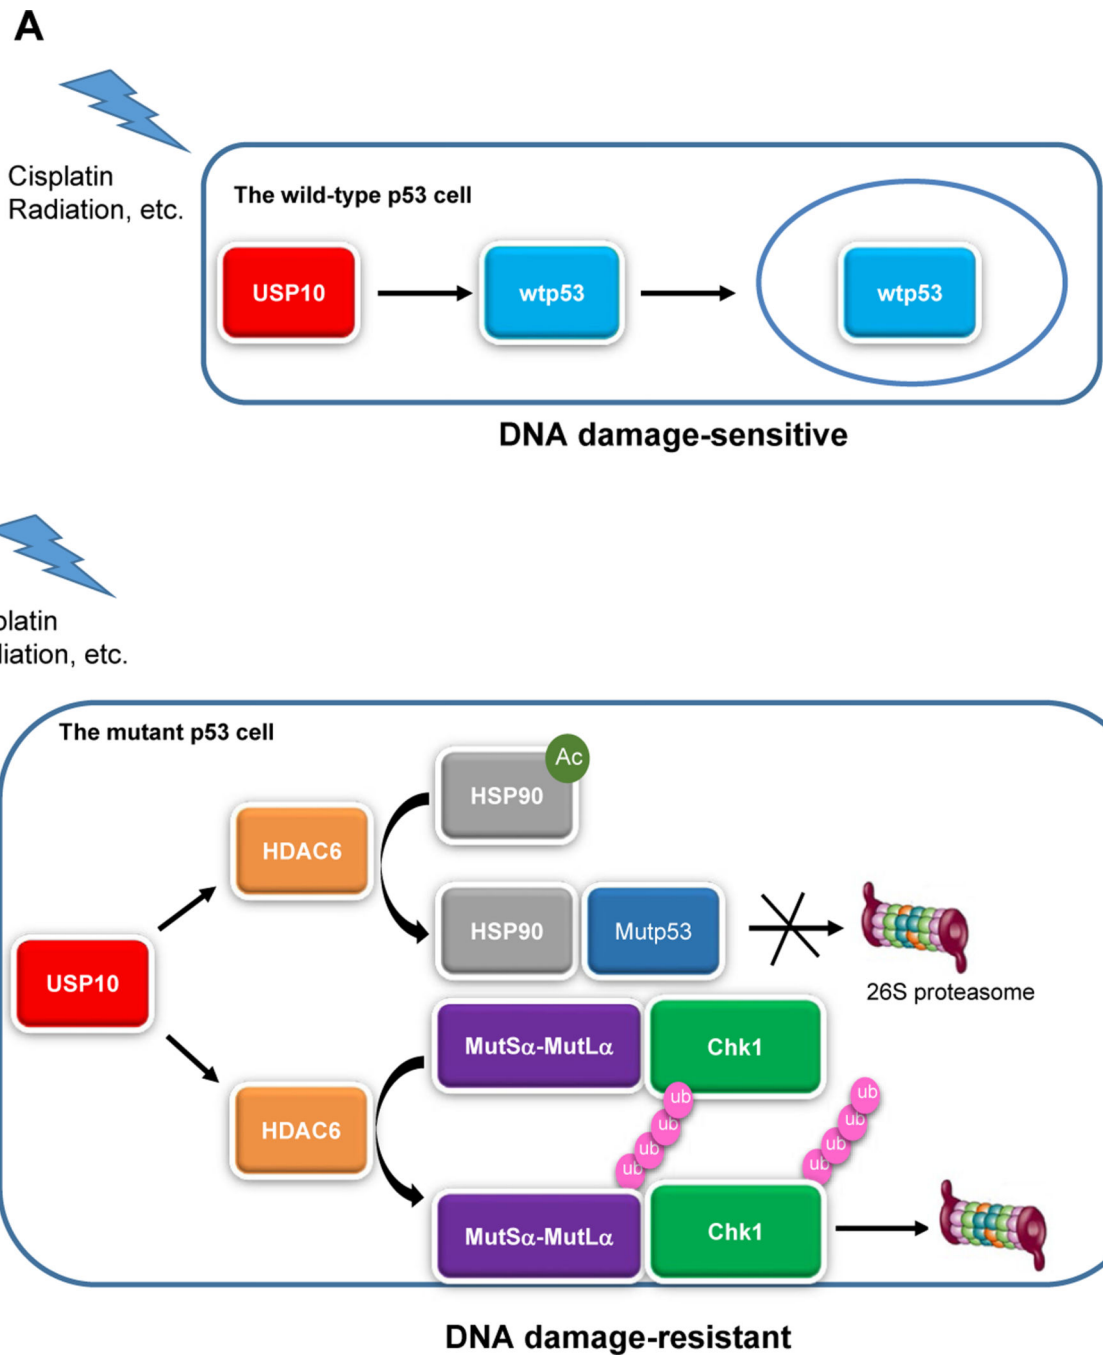 A
Cisplatin
Radiation, etc.
The wild-type p53 cell
USP10
wtp53
wtp53
DNA damage-sensitive
platin
liation, etc.
The mutant p53 cell
Ac
HSP90
HDAC6
HSP90
Mutp53
26S proteasome
USP10
MutSα-MutLα
Chk1
HDAC6
ub
ub
ub
ub
ub
ub
ub
ub
MutSα-MutLα
Chk1
DNA damage-resistant